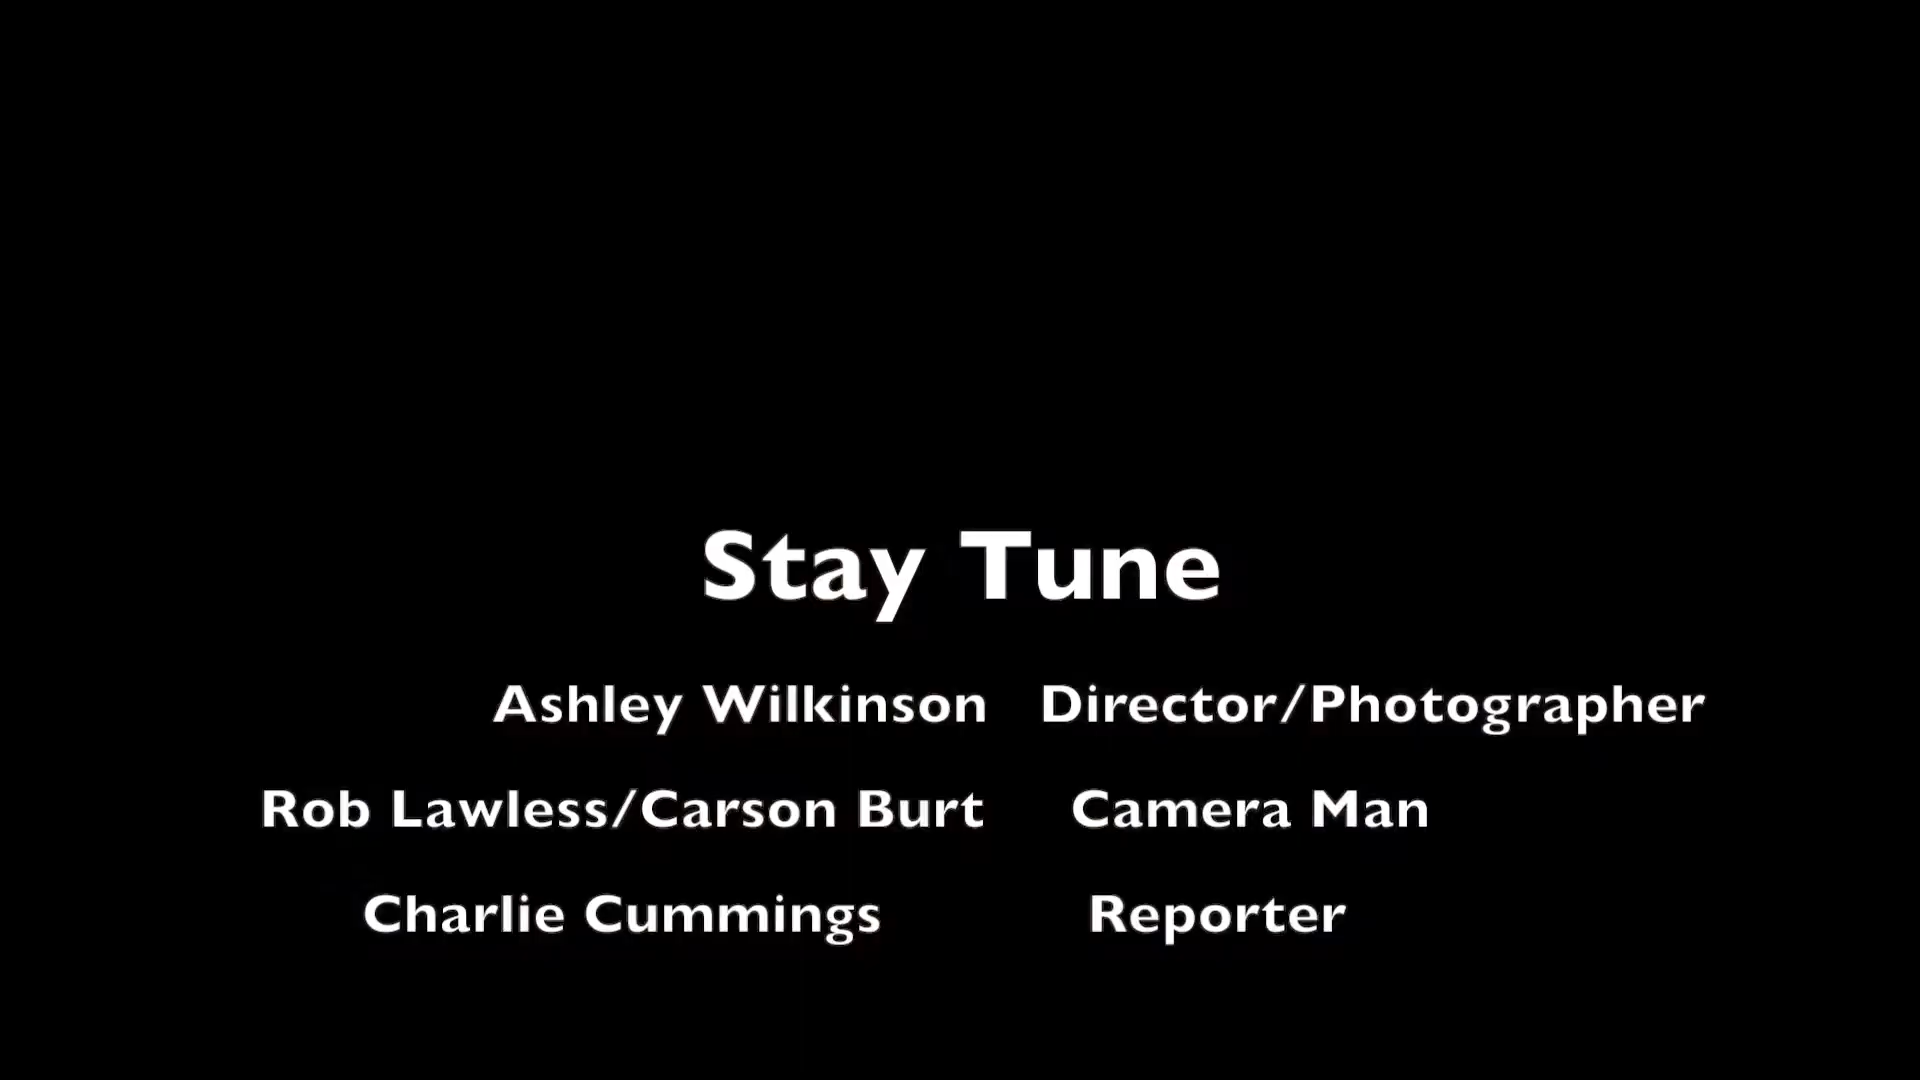 Stay Tune
Ashley Wilkinson Director/Photographer
Rob Lawless/Carson Burt Camera Man
Charlie Cummings Reporter